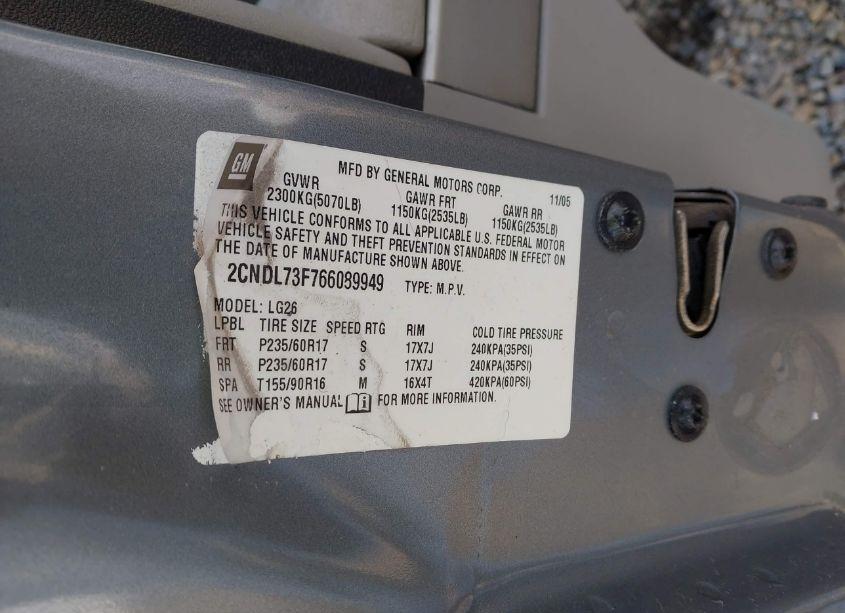 GM
MFD BY GENERAL MOTORS CORP. 11/05
GVWR GAWR FRT GAWR RR
2300KG(5070LB) 1150KG(2535LB) 1150KG(2535LB)
THIS VEHICLE CONFORMS TO ALL APPLICABLE U.S. FEDERAL MOTOR
VEHICLE SAFETY AND THEFT PREVENTION STANDARDS IN EFFECT ON
THE DATE OF MANUFACTURE SHOWN ABOVE.
2CNDL73F766089949 TYPE: M.P.V.
MODEL: LG26
LPBL TIRE SIZE SPEED RTG RIM COLD TIRE PRESSURE
FRT P235/60R17 S 17X7J 240KPA(35PSI)
RR P235/60R17 S 17X7J 240KPA(35PSI)
SPA T155/90R16 M 16X4T 420KPA(60PSI)
SEE OWNER'S MANUAL FOR MORE INFORMATION.